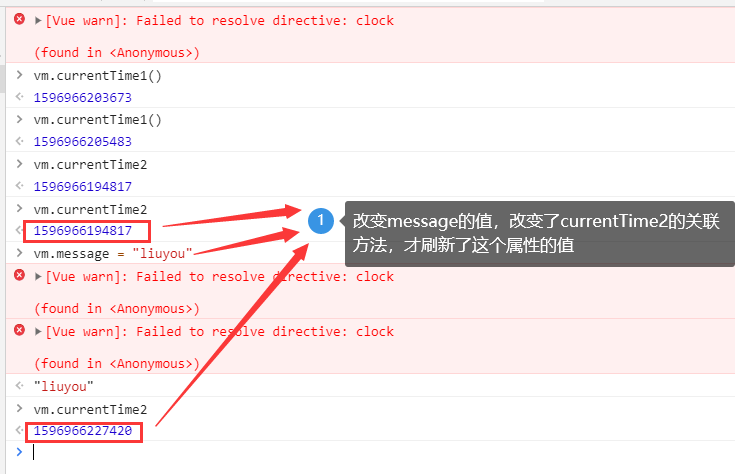 [Vue warn]: Failed to resolve directive: clock
(found in <Anonymous>)
vm.currentTime1()
1596966203673
vm.currentTime1()
1596966205483
vm.currentTime2
1596966194817
vm.currentTime2
1596966194817
1
改变message的值，改变了currentTime2的关联
方法，才刷新了这个属性的值
vm.message = "liuyou"
[Vue warn]: Failed to resolve directive: clock
(found in <Anonymous>)
[Vue warn]: Failed to resolve directive: clock
(found in <Anonymous>)
"liuyou"
vm.currentTime2
1596966227420